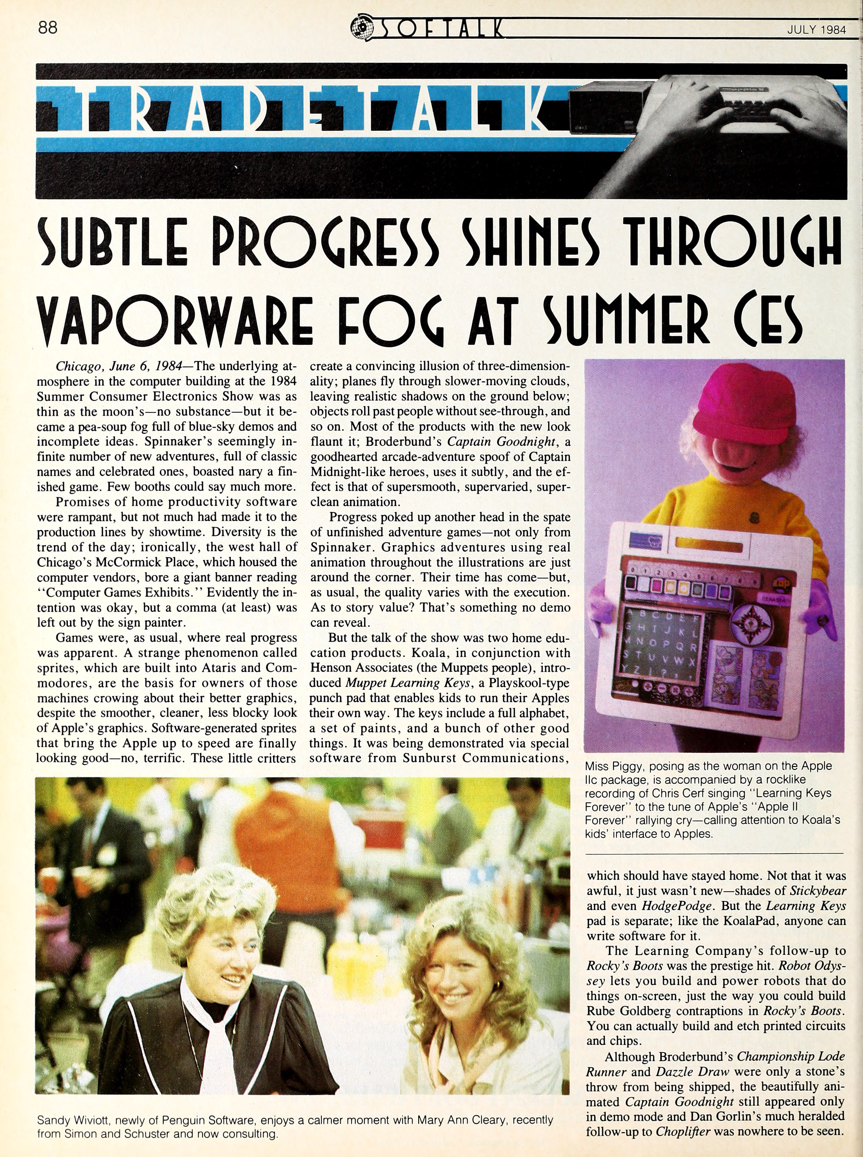 88
SOFTALK
JULY 1984
TRADETALK
SUBTLE PROGRESS SHINES THROUGH
VAPORWARE FOG AT SUMMER CES
Chicago, June 6, 1984—The underlying at-
mosphere in the computer building at the 1984
Summer Consumer Electronics Show was as
thin as the moon's—no substance—but it be-
came a pea-soup fog full of blue-sky demos and
incomplete ideas. Spinnaker's seemingly in-
finite number of new adventures, full of classic
names and celebrated ones, boasted nary a fin-
ished game. Few booths could say much more.
Promises of home productivity software
were rampant, but not much had made it to the
production lines by showtime. Diversity is the
trend of the day; ironically, the west hall of
Chicago's McCormick Place, which housed the
computer vendors, bore a giant banner reading
‘‘Computer Games Exhibits.’’ Evidently the in-
tention was okay, but a comma (at least) was
left out by the sign painter.
Games were, as usual, where real progress
was apparent. A strange phenomenon called
sprites, which are built into Ataris and Com-
modores, are the basis for owners of those
machines crowing about their better graphics,
despite the smoother, cleaner, less blocky look
of Apple's graphics. Software-generated sprites
that bring the Apple up to speed are finally
looking good—no, terrific. These little critters
create a convincing illusion of three-dimension-
ality; planes fly through slower-moving clouds,
leaving realistic shadows on the ground below;
objects roll past people without see-through, and
so on. Most of the products with the new look
flaunt it; Broderbund's Captain Goodnight, a
goodhearted arcade-adventure spoof of Captain
Midnight-like heroes, uses it subtly, and the ef-
fect is that of supersmooth, supervaried, super-
clean animation.
Progress poked up another head in the spate
of unfinished adventure games—not only from
Spinnaker. Graphics adventures using real
animation throughout the illustrations are just
around the corner. Their time has come—but,
as usual, the quality varies with the execution.
As to story value? That's something no demo
can reveal.
But the talk of the show was two home edu-
cation products. Koala, in conjunction with
Henson Associates (the Muppets people), intro-
duced Muppet Learning Keys, a Playskool-type
punch pad that enables kids to run their Apples
their own way. The keys include a full alphabet,
a set of paints, and a bunch of other good
things. It was being demonstrated via special
software from Sunburst Communications,
A B C D E F
G H I J K L
M N O P Q R
S T U V W X
Y Z
Miss Piggy, posing as the woman on the Apple
IIc package, is accompanied by a rocklike
recording of Chris Cerf singing ‘‘Learning Keys
Forever’’ to the tune of Apple's ‘‘Apple II
Forever’’ rallying cry—calling attention to Koala's
kids' interface to Apples.
which should have stayed home. Not that it was
awful, it just wasn't new—shades of Stickybear
and even HodgePodge. But the Learning Keys
pad is separate; like the KoalaPad, anyone can
write software for it.
The Learning Company's follow-up to
Rocky's Boots was the prestige hit. Robot Odys-
sey lets you build and power robots that do
things on-screen, just the way you could build
Rube Goldberg contraptions in Rocky's Boots.
You can actually build and etch printed circuits
and chips.
Although Broderbund's Championship Lode
Runner and Dazzle Draw were only a stone's
throw from being shipped, the beautifully ani-
mated Captain Goodnight still appeared only
in demo mode and Dan Gorlin's much heralded
follow-up to Choplifter was nowhere to be seen.
Sandy Wiviott, newly of Penguin Software, enjoys a calmer moment with Mary Ann Cleary, recently
from Simon and Schuster and now consulting.